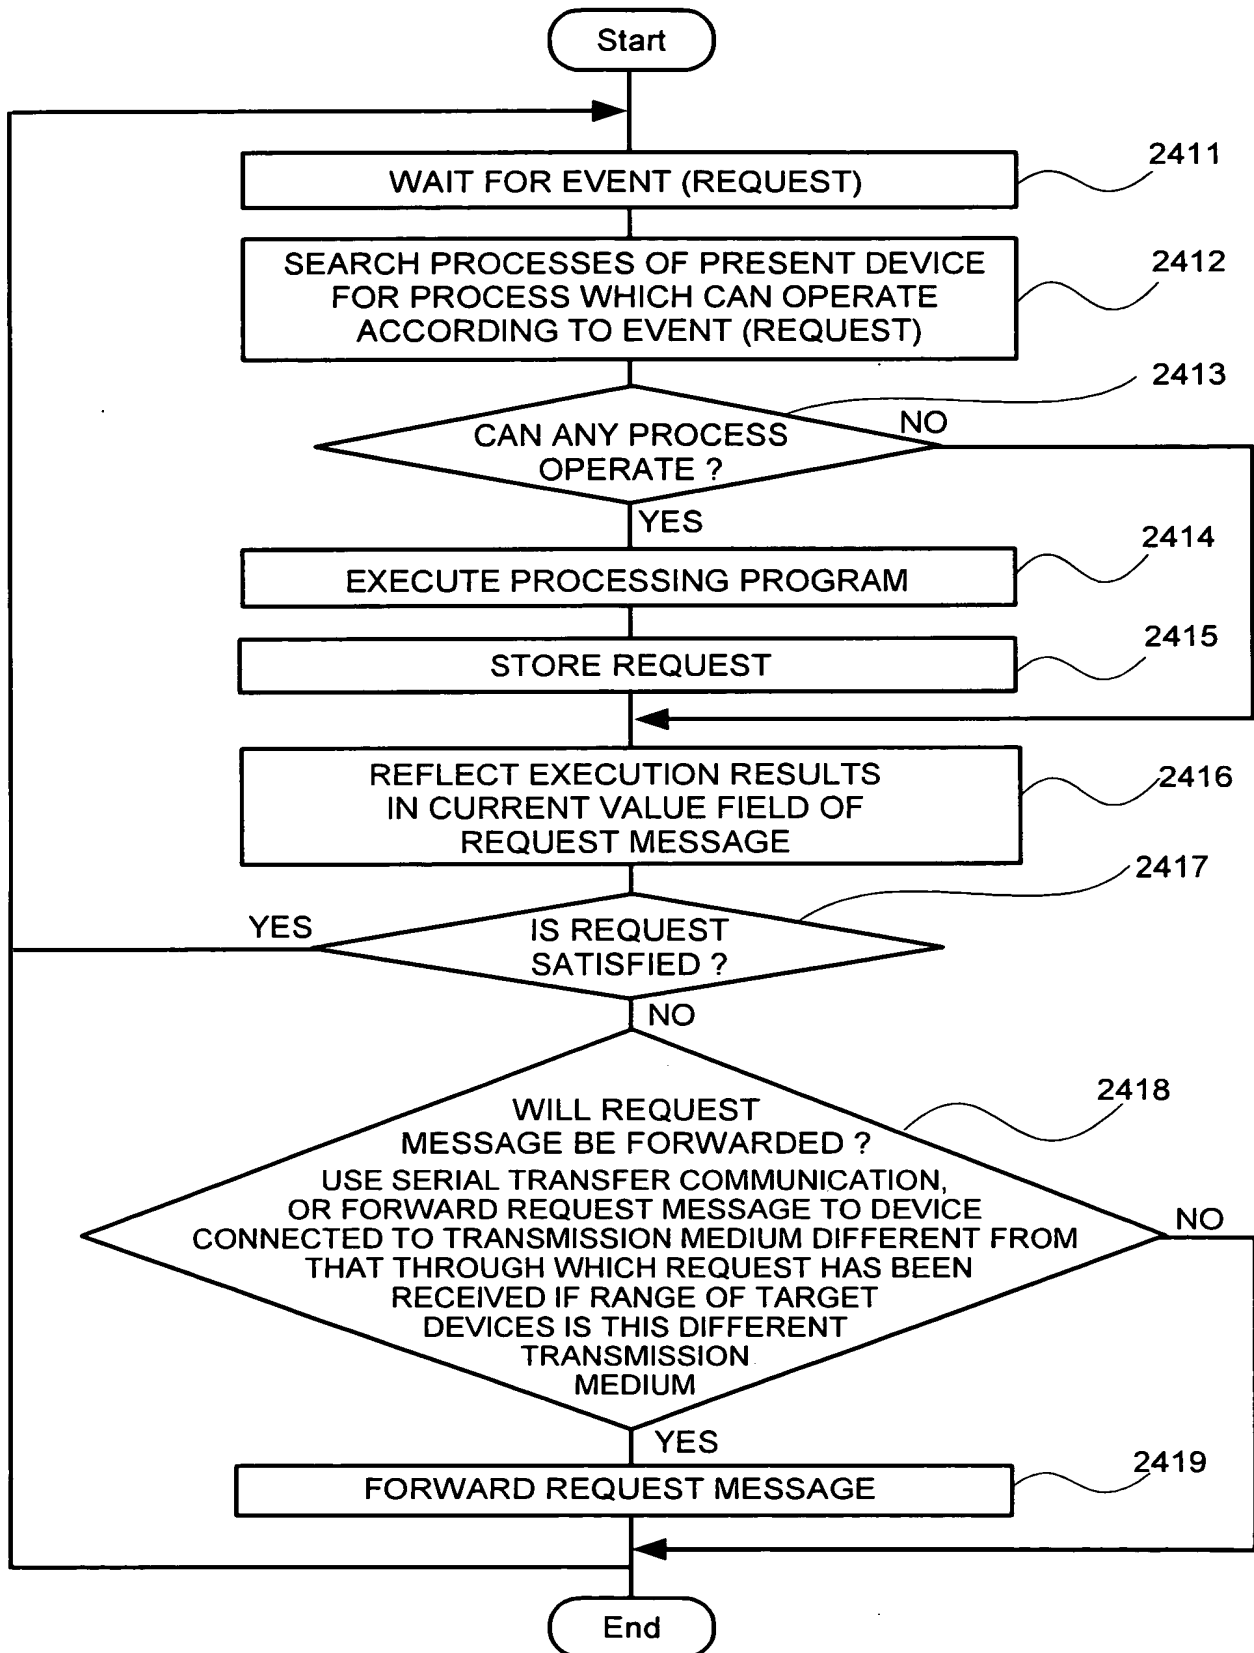 Start
WAIT FOR EVENT (REQUEST)
2411
SEARCH PROCESSES OF PRESENT DEVICE
FOR PROCESS WHICH CAN OPERATE
ACCORDING TO EVENT (REQUEST)
2412
2413
CAN ANY PROCESS
OPERATE ?
NO
YES
EXECUTE PROCESSING PROGRAM
2414
STORE REQUEST
2415
REFLECT EXECUTION RESULTS
IN CURRENT VALUE FIELD OF
REQUEST MESSAGE
2416
2417
YES
IS REQUEST
SATISFIED ?
NO
WILL REQUEST
MESSAGE BE FORWARDED ?
USE SERIAL TRANSFER COMMUNICATION,
OR FORWARD REQUEST MESSAGE TO DEVICE
CONNECTED TO TRANSMISSION MEDIUM DIFFERENT FROM
THAT THROUGH WHICH REQUEST HAS BEEN
RECEIVED IF RANGE OF TARGET
DEVICES IS THIS DIFFERENT
TRANSMISSION
MEDIUM
2418
NO
YES
FORWARD REQUEST MESSAGE
2419
End